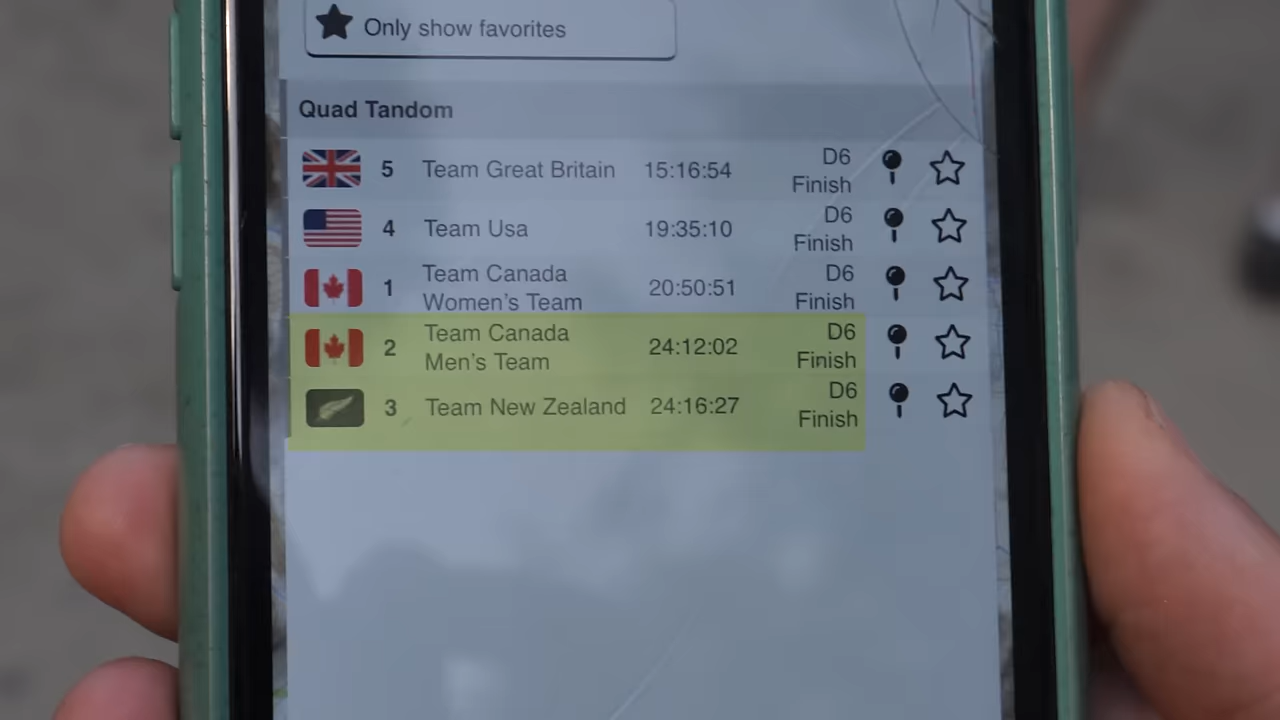 Only show favorites
Quad Tandom
5 Team Great Britain 15:16:54 D6 Finish
4 Team Usa 19:35:10 D6 Finish
1 Team Canada Women's Team 20:50:51 D6 Finish
2 Team Canada Men's Team 24:12:02 D6 Finish
3 Team New Zealand 24:16:27 D6 Finish